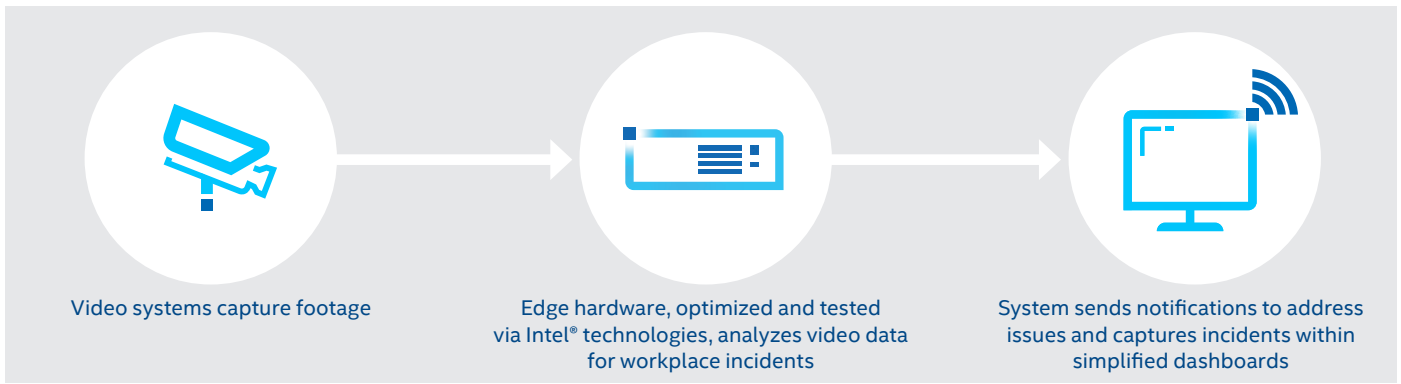 Video systems capture footage
Edge hardware, optimized and tested
via Intel® technologies, analyzes video data
for workplace incidents
System sends notifications to address
issues and captures incidents within
simplified dashboards